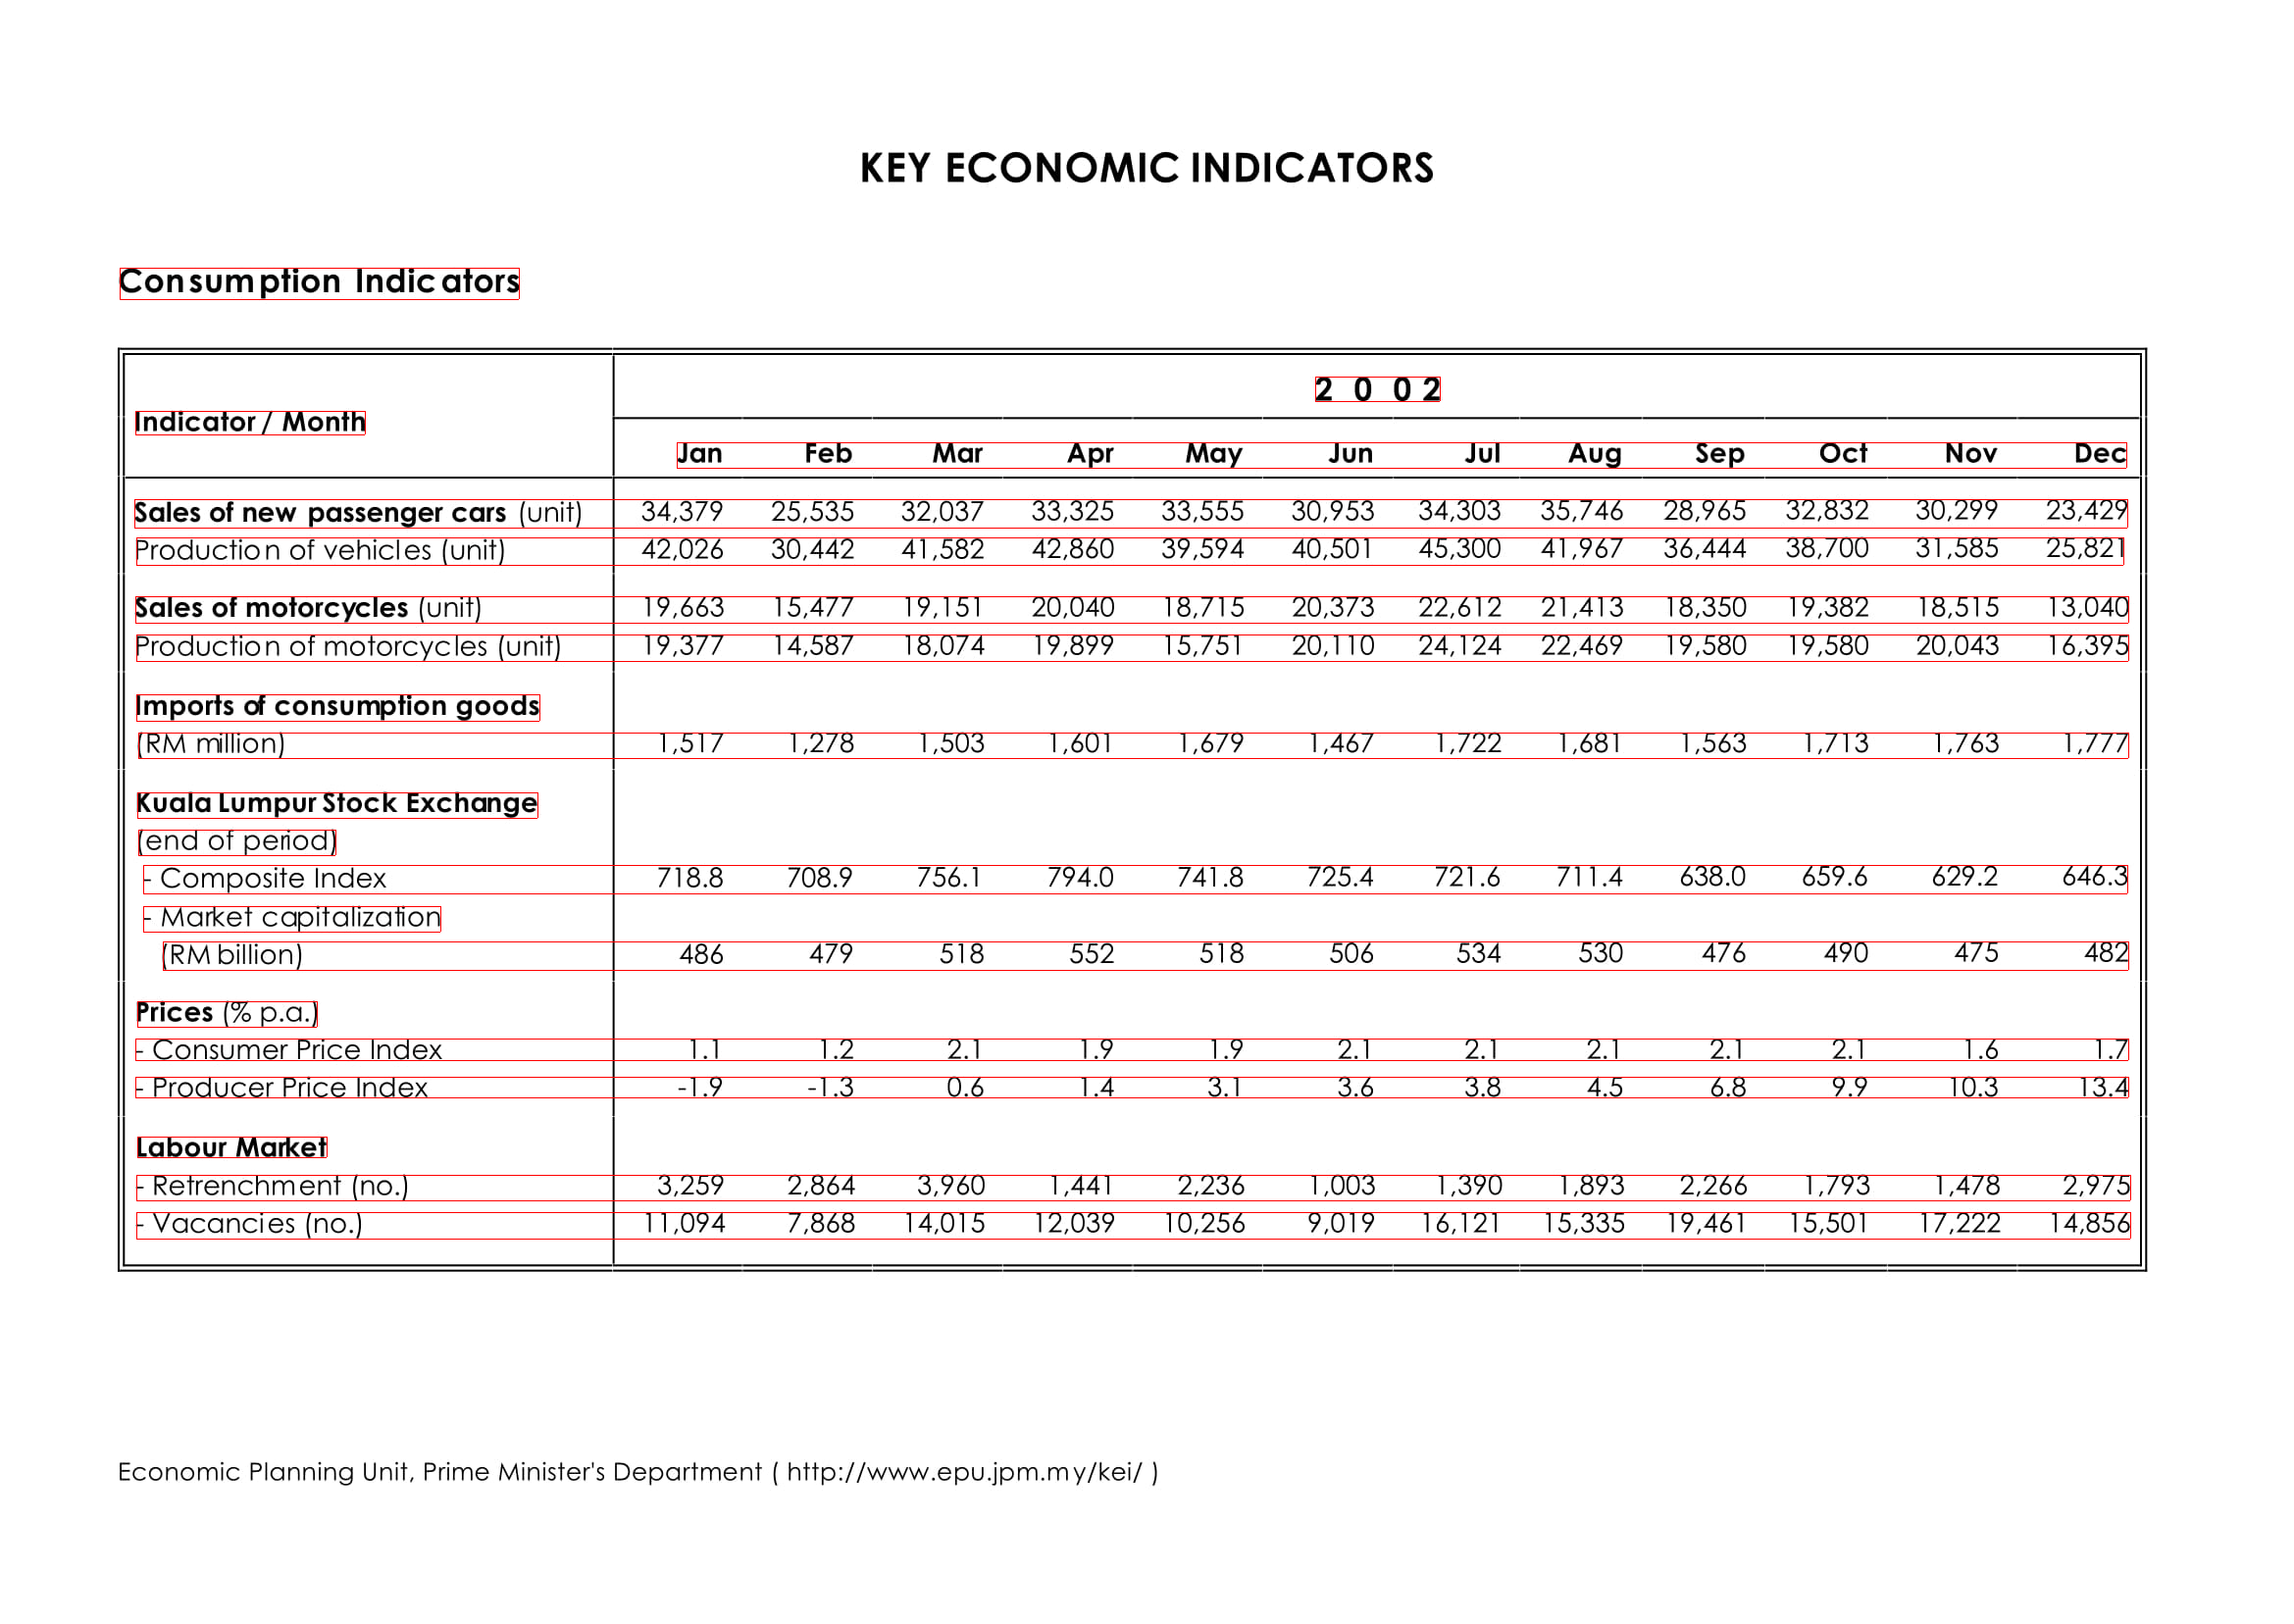 KEY ECONOMIC INDICATORS
Consumption Indicators
2 0 0 2
Indicator / Month
Jan Feb Mar Apr May Jun Jul Aug Sep Oct Nov Dec
Sales of new passenger cars (unit) 34,379 25,535 32,037 33,325 33,555 30,953 34,303 35,746 28,965 32,832 30,299 23,429
Production of vehicles (unit) 42,026 30,442 41,582 42,860 39,594 40,501 45,300 41,967 36,444 38,700 31,585 25,821
Sales of motorcycles (unit) 19,663 15,477 19,151 20,040 18,715 20,373 22,612 21,413 18,350 19,382 18,515 13,040
Production of motorcycles (unit) 19,377 14,587 18,074 19,899 15,751 20,110 24,124 22,469 19,580 19,580 20,043 16,395
Imports of consumption goods
(RM million) 1,517 1,278 1,503 1,601 1,679 1,467 1,722 1,681 1,563 1,713 1,763 1,777
Kuala Lumpur Stock Exchange
(end of period)
- Composite Index 718.8 708.9 756.1 794.0 741.8 725.4 721.6 711.4 638.0 659.6 629.2 646.3
- Market capitalization
(RM billion) 486 479 518 552 518 506 534 530 476 490 475 482
Prices (% p.a.)
- Consumer Price Index 1.1 1.2 2.1 1.9 1.9 2.1 2.1 2.1 2.1 2.1 1.6 1.7
- Producer Price Index -1.9 -1.3 0.6 1.4 3.1 3.6 3.8 4.5 6.8 9.9 10.3 13.4
Labour Market
- Retrenchment (no.) 3,259 2,864 3,960 1,441 2,236 1,003 1,390 1,893 2,266 1,793 1,478 2,975
- Vacancies (no.) 11,094 7,868 14,015 12,039 10,256 9,019 16,121 15,335 19,461 15,501 17,222 14,856
Economic Planning Unit, Prime Minister's Department ( http://www.epu.jpm.my/kei/ )